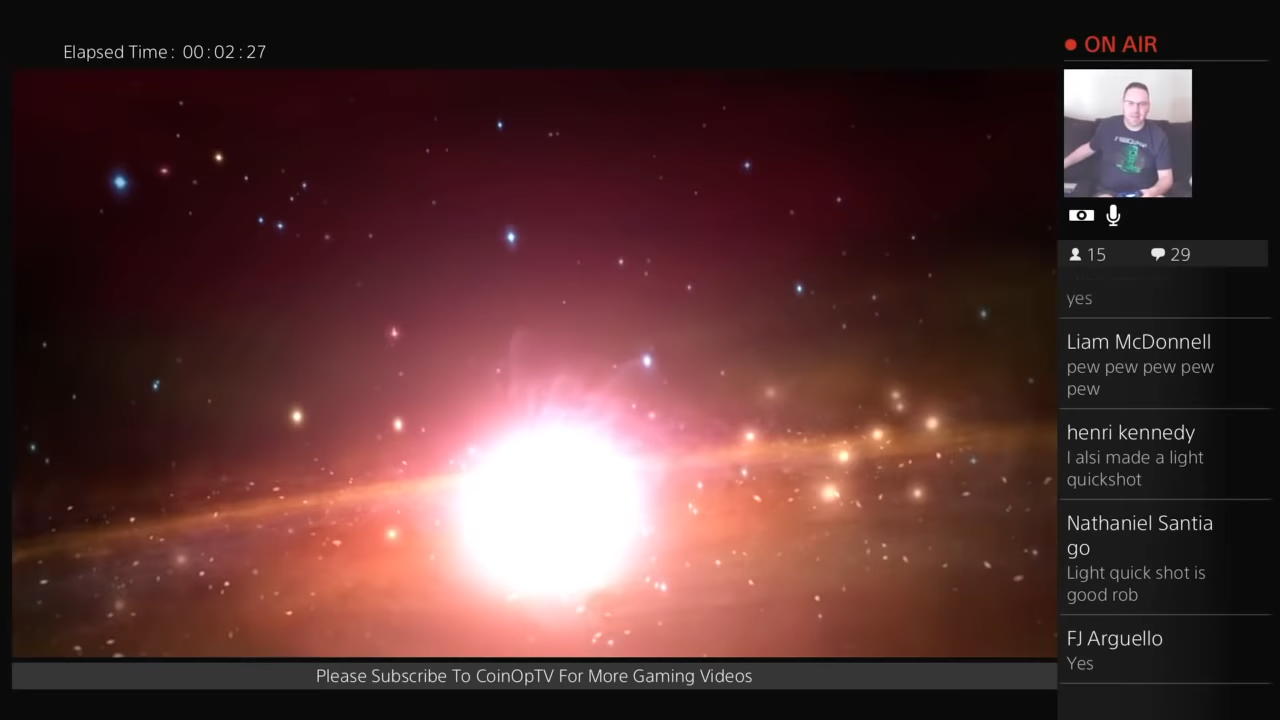 Elapsed Time: 00:02:27
ON AIR
15 29
yes
Liam McDonnell
pew pew pew pew
pew
henri kennedy
I alsi made a light
quickshot
Nathaniel Santia
go
Light quick shot is
good rob
FJ Arguello
Yes
Please Subscribe To CoinOpTV For More Gaming Videos